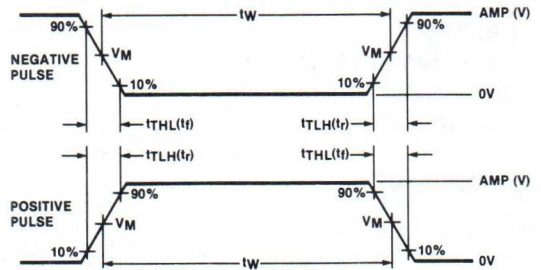 tW
AMP (V)
90%
90%
VM
VM
NEGATIVE
PULSE
10%
10%
0V
tTHL(tf)
tTLH(tr)
tTLH(tr)
tTHL(tf)
AMP (V)
90%
90%
POSITIVE
PULSE
VM
VM
10%
10%
0V
tW